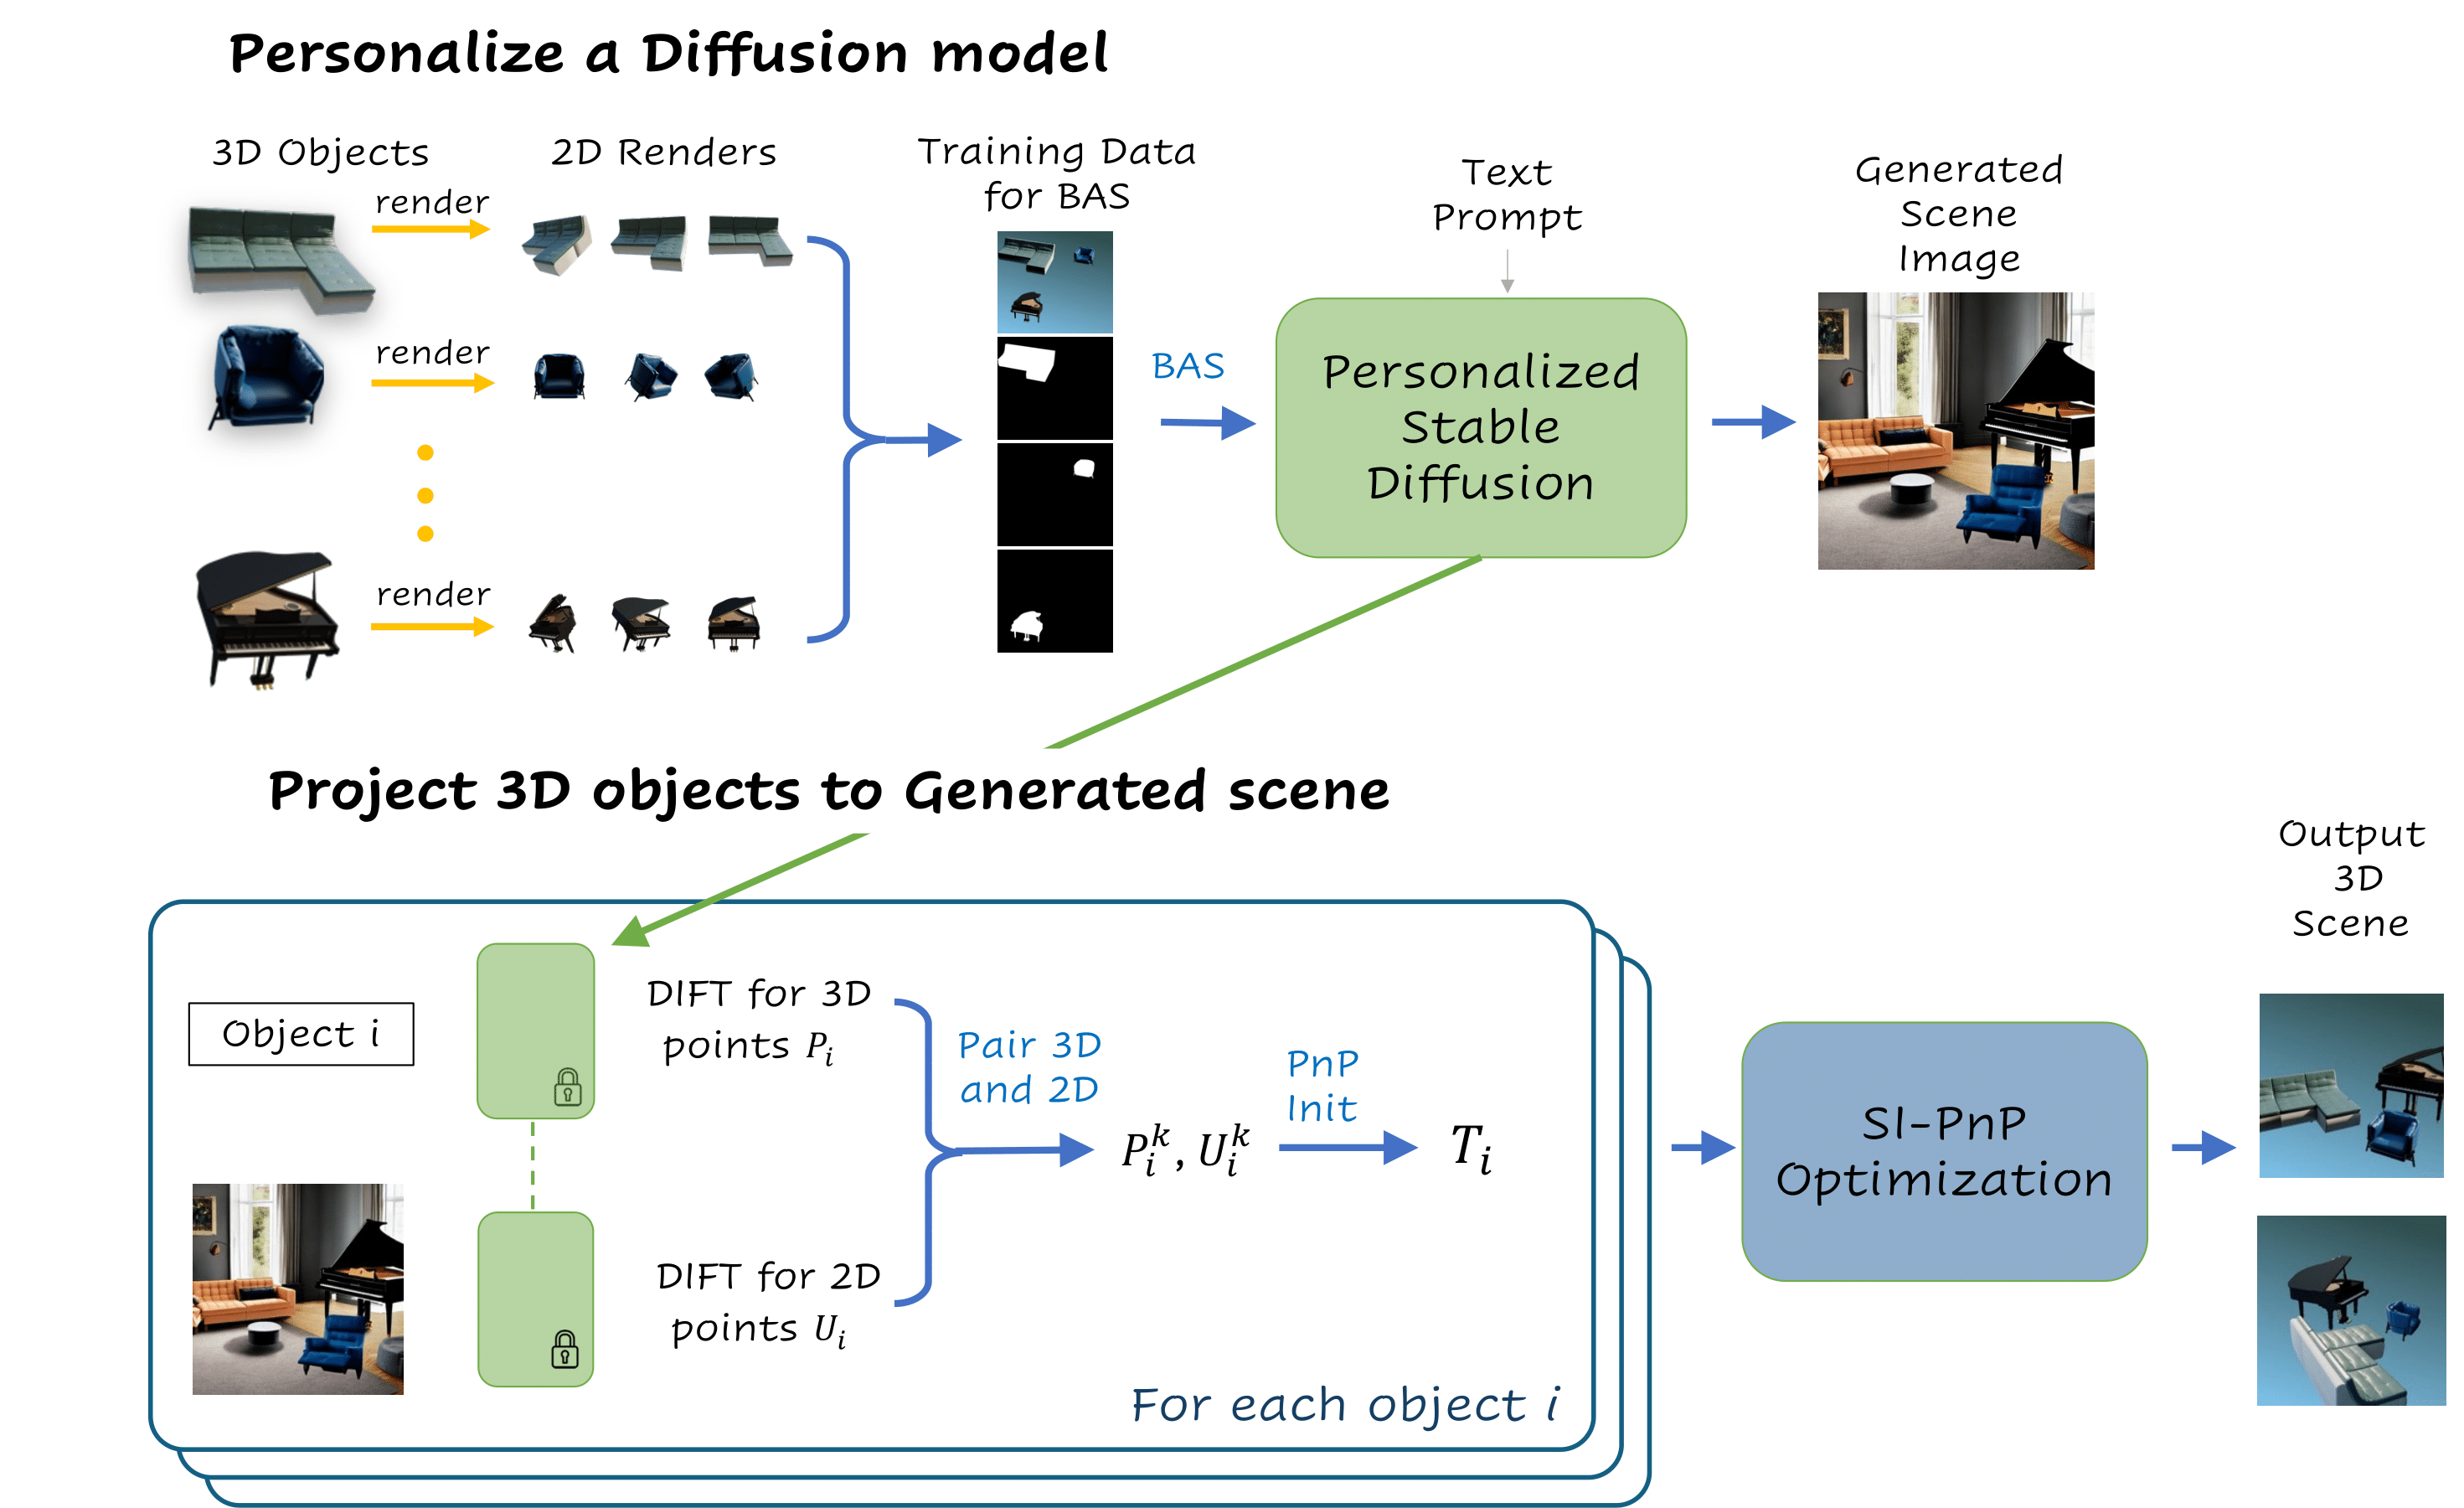 Personalize a Diffusion model
3D Objects
2D Renders
Training Data
for BAS
Text
Prompt
Generated
Scene
Image
render
render
render
BAS
Personalized
Stable
Diffusion
Project 3D objects to Generated scene
Output
3D
Scene
Object i
DIFT for 3D
points P_i
DIFT for 2D
points U_i
Pair 3D
and 2D
P_i^k, U_i^k
PnP
Init
T_i
For each object i
SI-PnP
Optimization